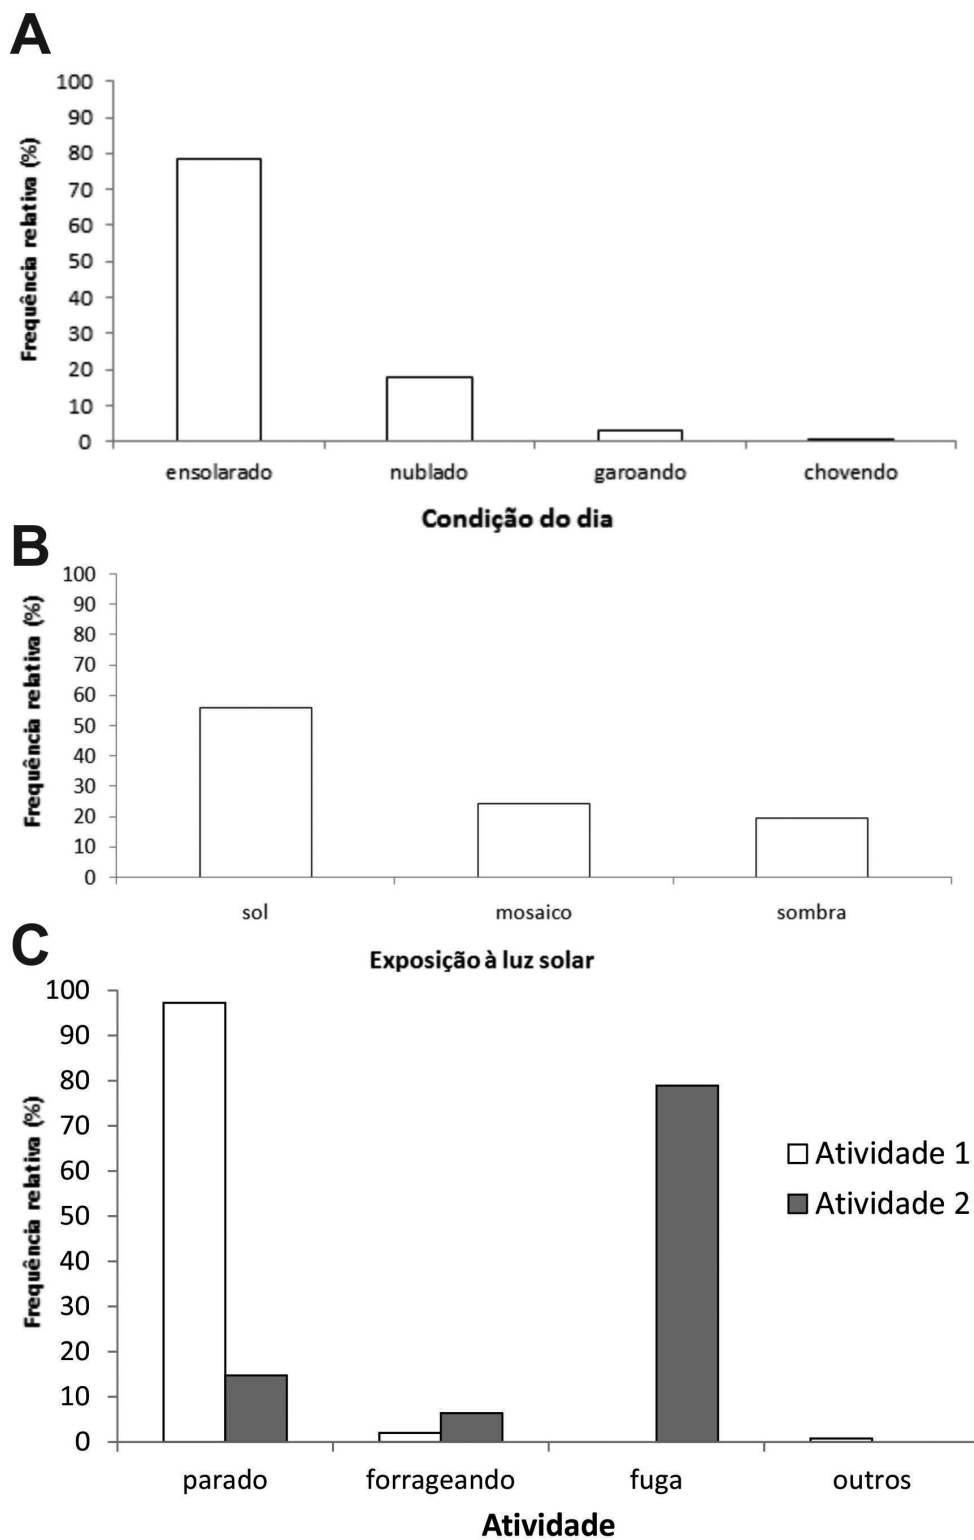 A
Frequência relativa (%)
100
90
80
70
60
50
40
30
20
10
0
ensolarado nublado garoando chovendo
Condição do dia
B
Frequência relativa (%)
100
90
80
70
60
50
40
30
20
10
0
sol mosaico sombra
Exposição à luz solar
C
Frequência relativa (%)
100
90
80
70
60
50
40
30
20
10
0
Atividade 1
Atividade 2
parado forrageando fuga outros
Atividade